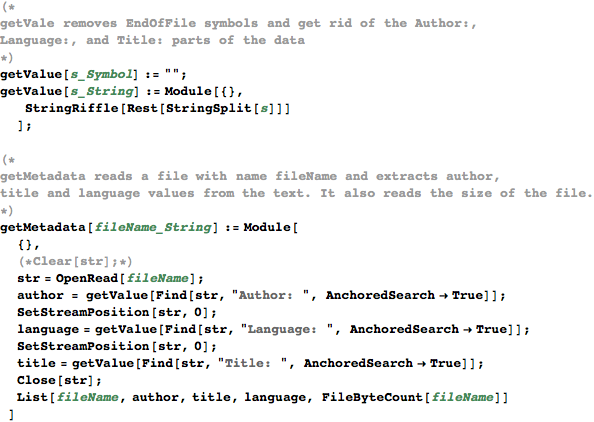 (*
getVale removes EndOfFile symbols and get rid of the Author:,
Language:, and Title: parts of the data
*)
getValue[s_Symbol] := "";
getValue[s_String] := Module[{},
StringRiffle[Rest[StringSplit[s]]]
];
(*
getMetadata reads a file with name fileName and extracts author,
title and language values from the text. It also reads the size of the file.
*)
getMetadata[fileName_String] := Module[
{},
(*Clear[str];*)
str = OpenRead[fileName];
author = getValue[Find[str, "Author: ", AnchoredSearch → True]];
SetStreamPosition[str, 0];
language = getValue[Find[str, "Language: ", AnchoredSearch → True]];
SetStreamPosition[str, 0];
title = getValue[Find[str, "Title: ", AnchoredSearch → True]];
Close[str];
List[fileName, author, title, language, FileByteCount[fileName]]
]